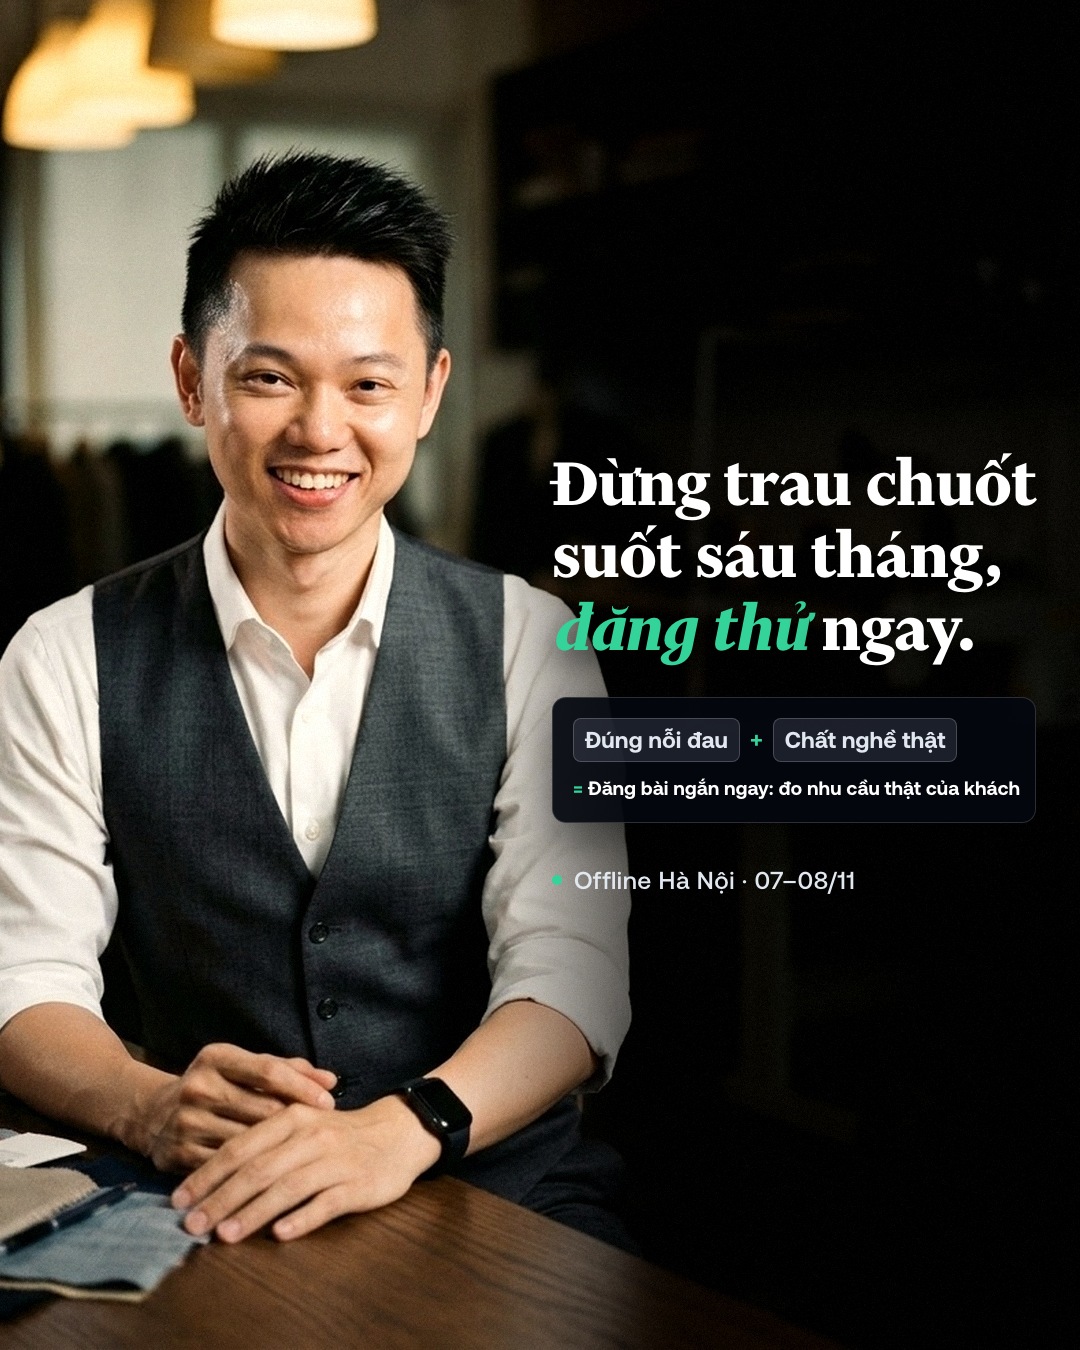 Đừng trau chuốt
suốt sáu tháng,
đăng thử ngay.
Đúng nỗi đau + Chất nghề thật
= Đăng bài ngắn ngay: đo nhu cầu thật của khách
Offline Hà Nội · 07–08/11